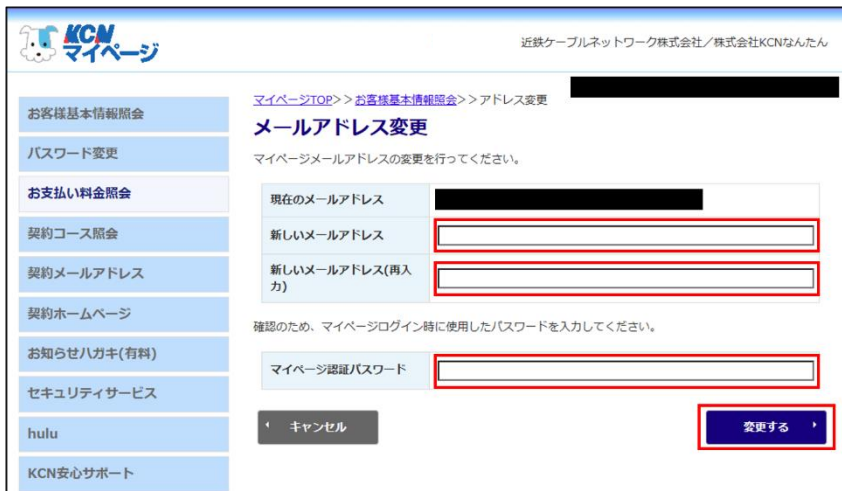 KCN
マイページ
近鉄ケーブルネットワーク株式会社／株式会社KCNなんたん
お客様基本情報照会
パスワード変更
お支払い料金照会
契約コース照会
契約メールアドレス
契約ホームページ
お知らせハガキ(有料)
セキュリティサービス
hulu
KCN安心サポート
マイページTOP>>お客様基本情報照会>>アドレス変更
メールアドレス変更
マイページメールアドレスの変更を行ってください。
現在のメールアドレス
新しいメールアドレス
新しいメールアドレス(再入
力)
確認のため、マイページログイン時に使用したパスワードを入力してください。
マイページ認証パスワード
キャンセル
変更する